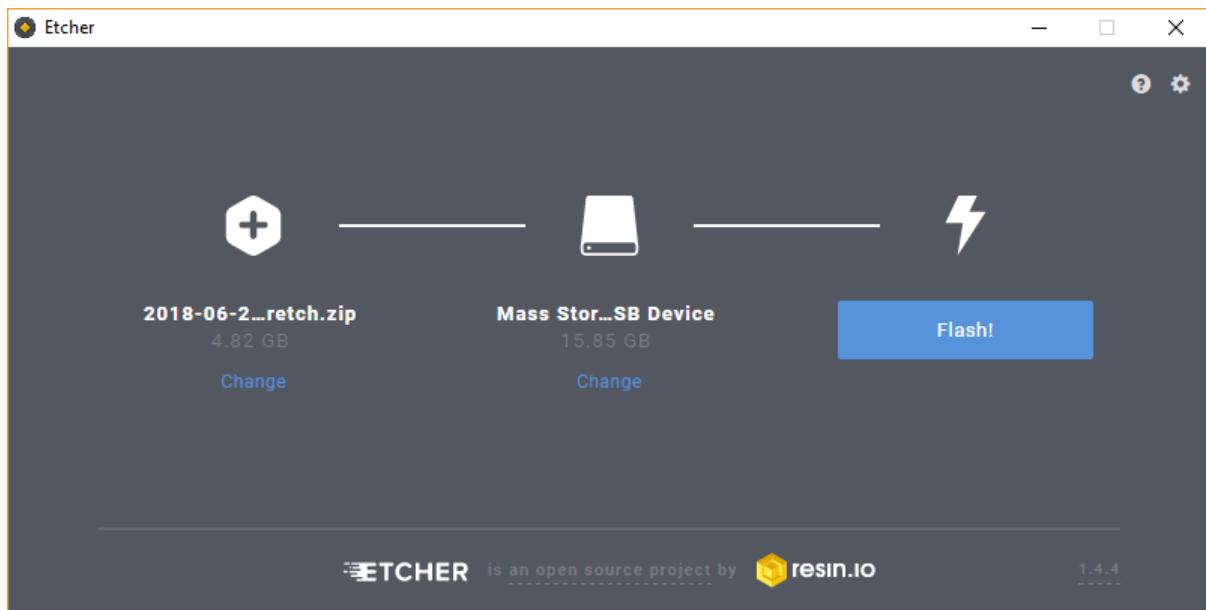 Etcher
2018-06-2...retch.zip
Mass Stor...SB Device
Flash!
4.82 GB
15.85 GB
Change
Change
ETCHER is an open source project by resin.io
1.4.4